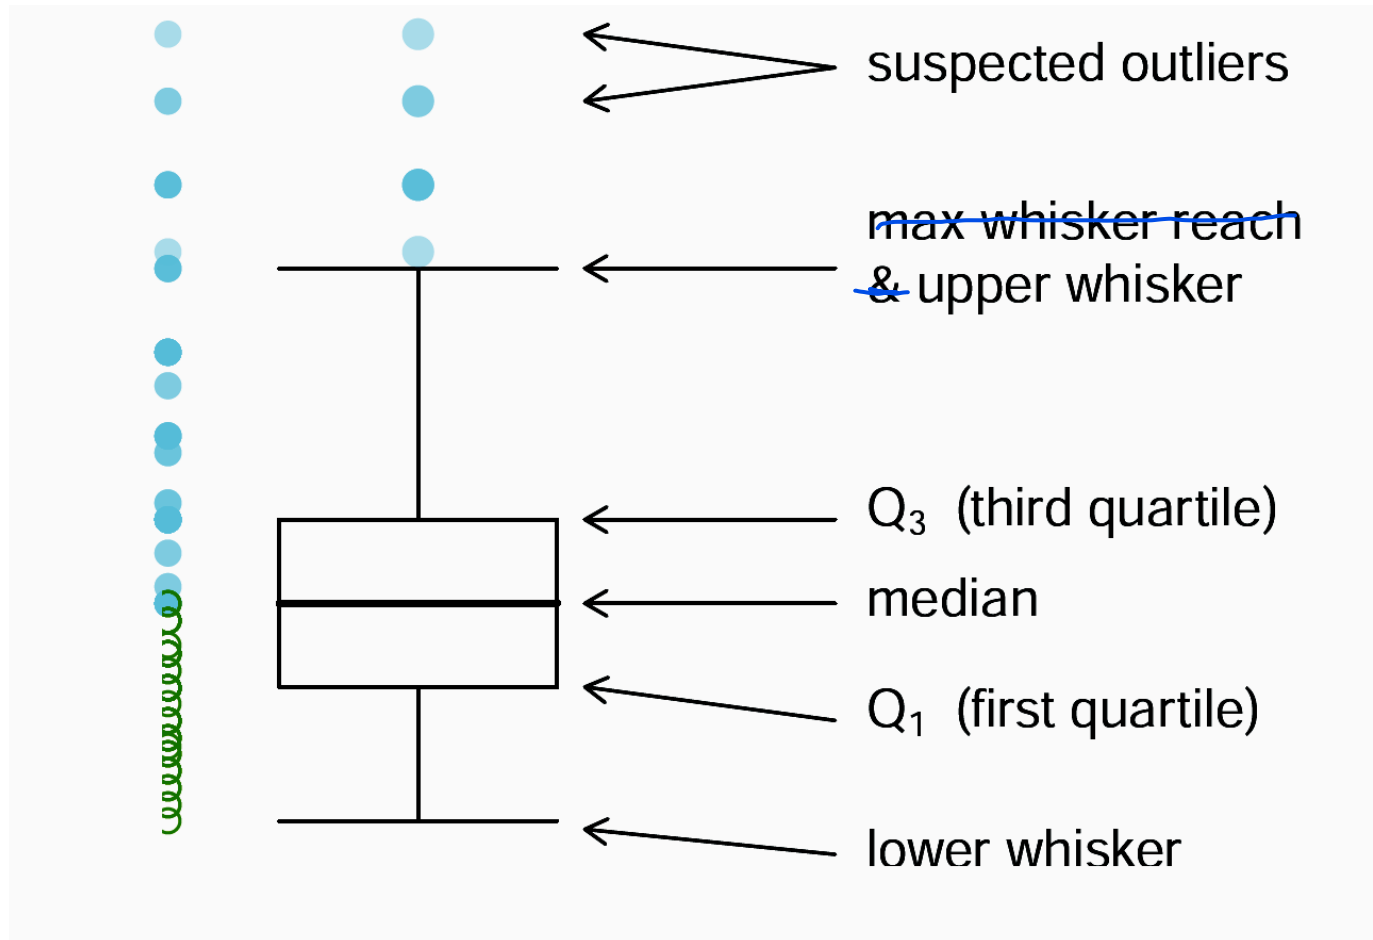 suspected outliers
max whisker reach
& upper whisker
Q₃ (third quartile)
median
Q₁ (first quartile)
lower whisker